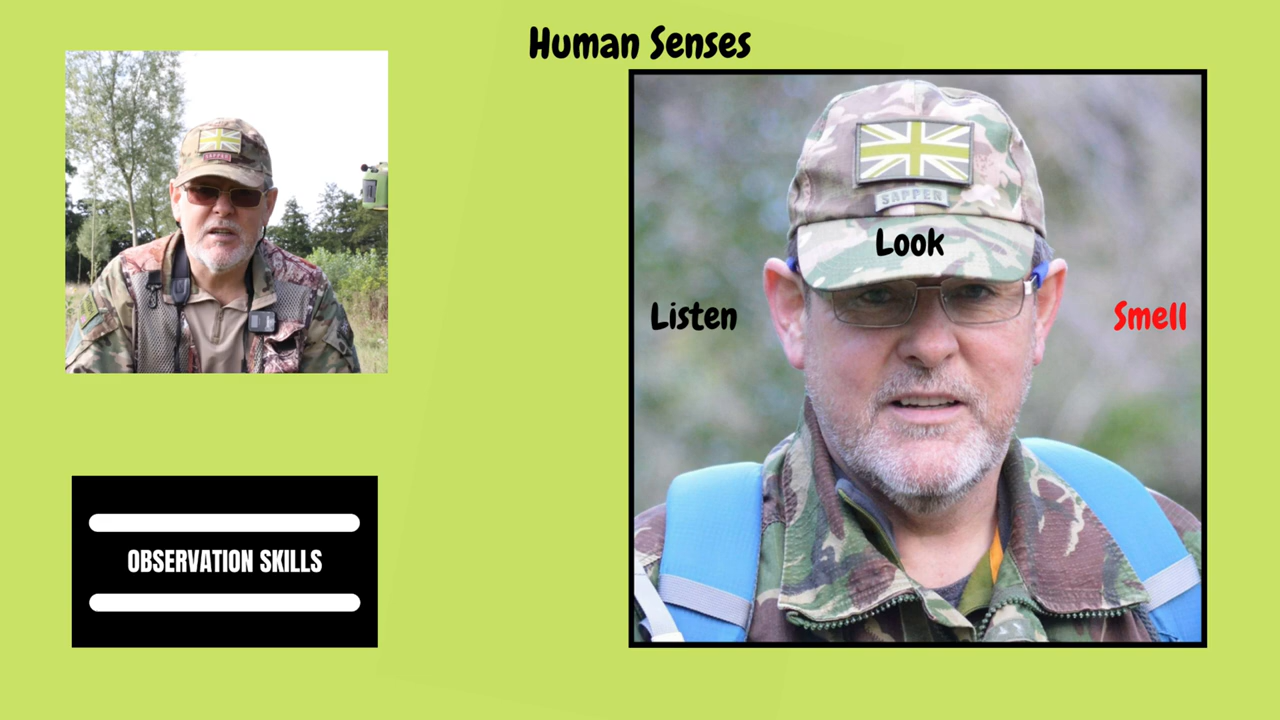 Human Senses
SAPPER
SAPPER
Look
Listen
Smell
OBSERVATION SKILLS